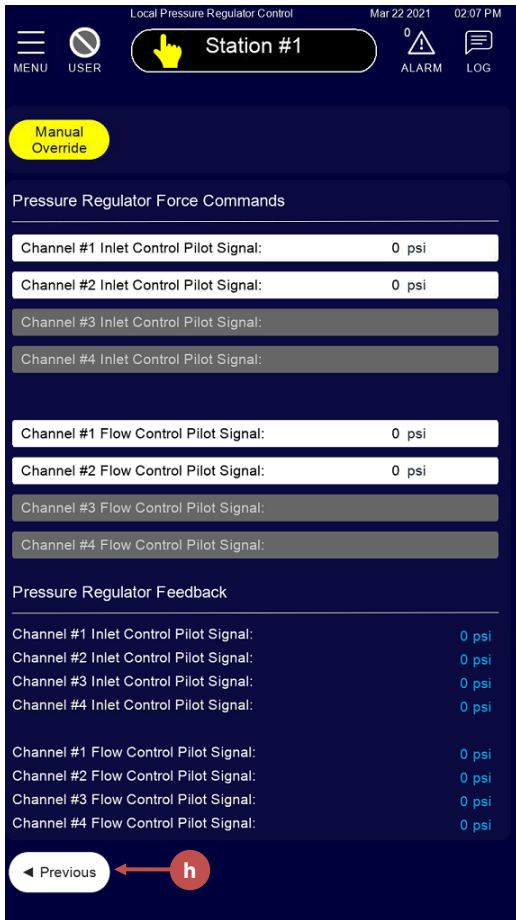 Local Pressure Regulator Control Mar 22 2021 02:07 PM
MENU USER Station #1 0 ALARM LOG
Manual
Override
Pressure Regulator Force Commands
Channel #1 Inlet Control Pilot Signal: 0 psi
Channel #2 Inlet Control Pilot Signal: 0 psi
Channel #3 Inlet Control Pilot Signal:
Channel #4 Inlet Control Pilot Signal:
Channel #1 Flow Control Pilot Signal: 0 psi
Channel #2 Flow Control Pilot Signal: 0 psi
Channel #3 Flow Control Pilot Signal:
Channel #4 Flow Control Pilot Signal:
Pressure Regulator Feedback
Channel #1 Inlet Control Pilot Signal: 0 psi
Channel #2 Inlet Control Pilot Signal: 0 psi
Channel #3 Inlet Control Pilot Signal: 0 psi
Channel #4 Inlet Control Pilot Signal: 0 psi
Channel #1 Flow Control Pilot Signal: 0 psi
Channel #2 Flow Control Pilot Signal: 0 psi
Channel #3 Flow Control Pilot Signal: 0 psi
Channel #4 Flow Control Pilot Signal: 0 psi
◄ Previous h